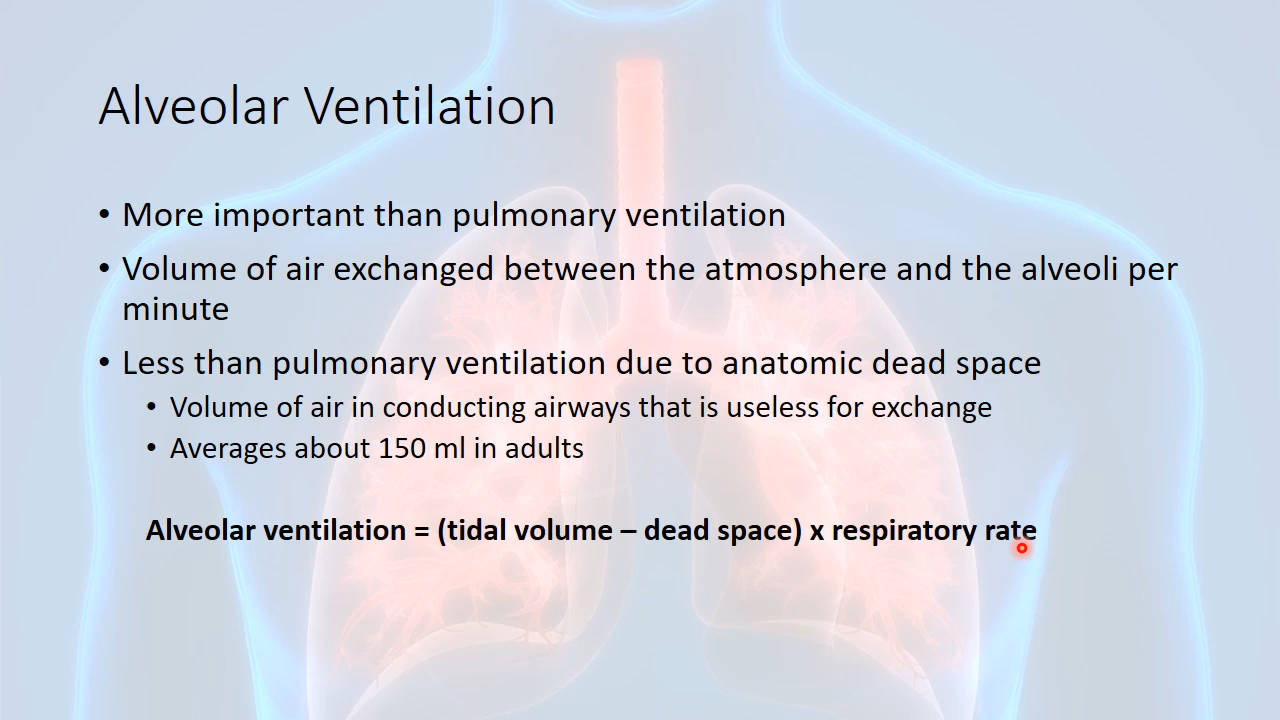 Alveolar Ventilation
• More important than pulmonary ventilation
• Volume of air exchanged between the atmosphere and the alveoli per
minute
• Less than pulmonary ventilation due to anatomic dead space
• Volume of air in conducting airways that is useless for exchange
• Averages about 150 ml in adults
Alveolar ventilation = (tidal volume – dead space) x respiratory rate